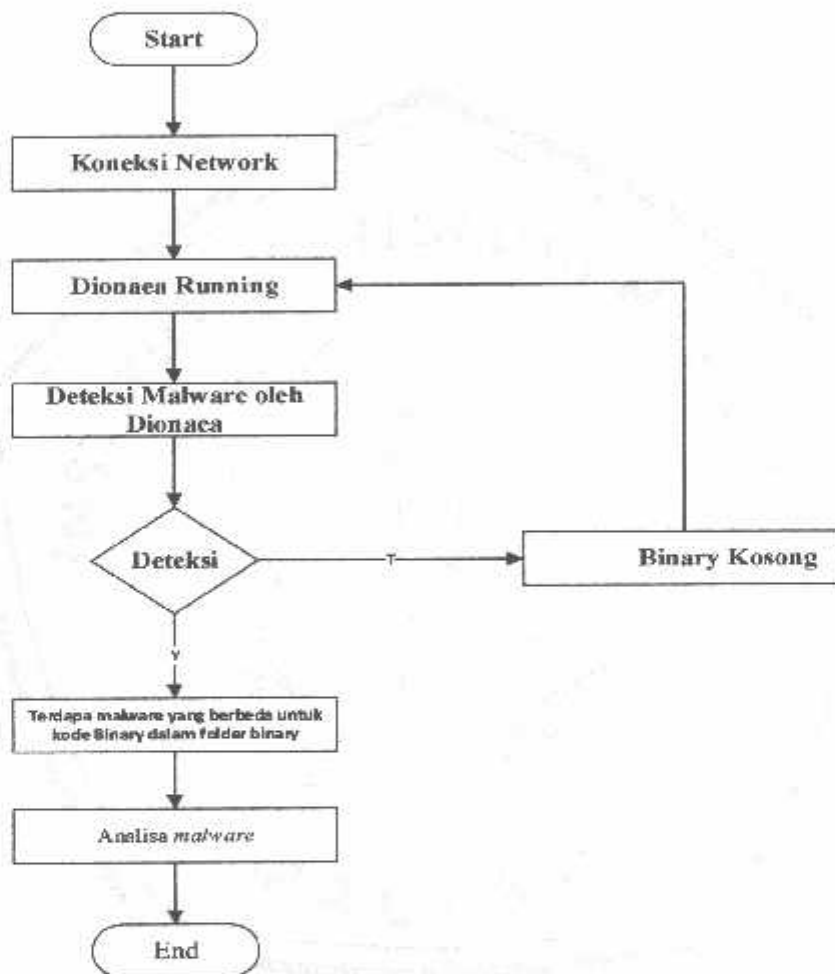 Start
Koneksi Network
Dionaea Running
Deteksi Malware oleh
Dionaea
Deteksi
T
Binary Kosong
Y
Terdapa malware yang berbeda untuk
kode Binary dalam folder binary
Analisa malware
End